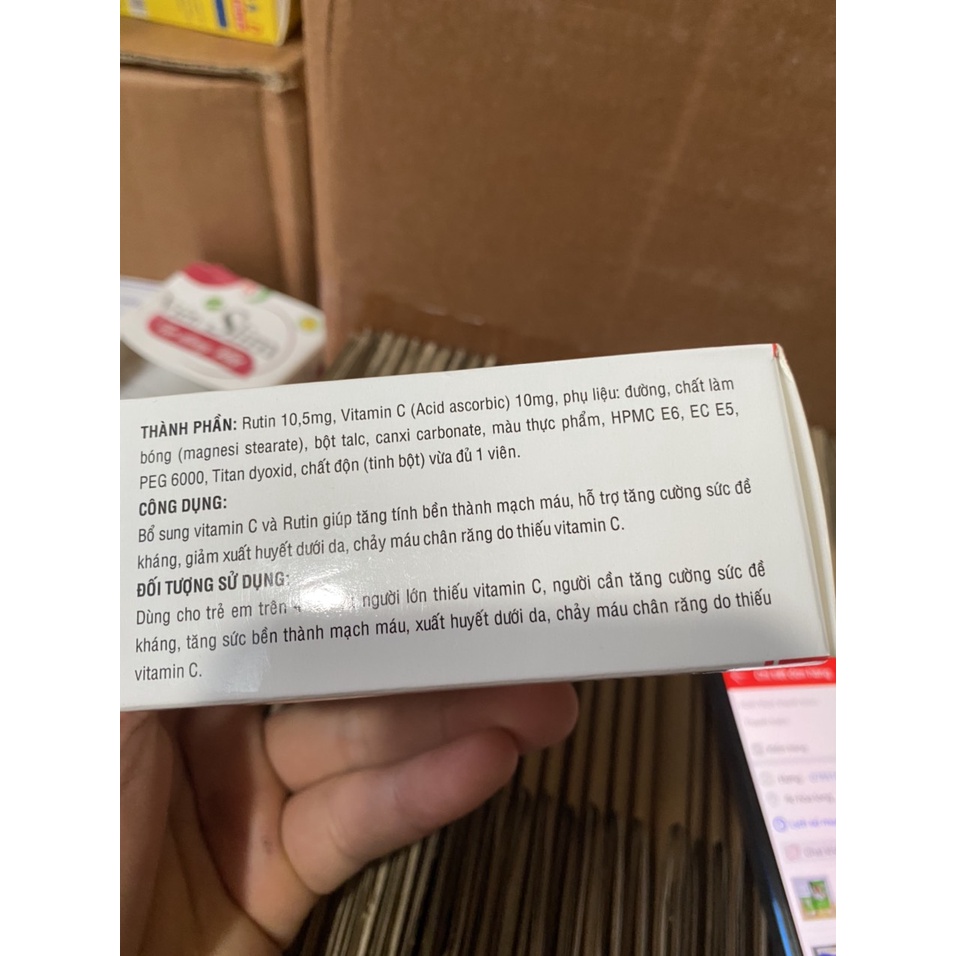 Slim
THÀNH PHẦN: Rutin 10,5mg, Vitamin C (Acid ascorbic) 10mg, phụ liệu: đường, chất làm
bóng (magnesi stearate), bột talc, canxi carbonate, màu thực phẩm, HPMC E6, EC E5,
PEG 6000, Titan dyoxid, chất độn (tinh bột) vừa đủ 1 viên.
CÔNG DỤNG:
Bổ sung vitamin C và Rutin giúp tăng tính bền thành mạch máu, hỗ trợ tăng cường sức đề
kháng, giảm xuất huyết dưới da, chảy máu chân răng do thiếu vitamin C.
ĐỐI TƯỢNG SỬ DỤNG:
Dùng cho trẻ em trên người lớn thiếu vitamin C, người cần tăng cường sức đề
kháng, tăng sức bền thành mạch máu, xuất huyết dưới da, chảy máu chân răng do thiếu
vitamin C.